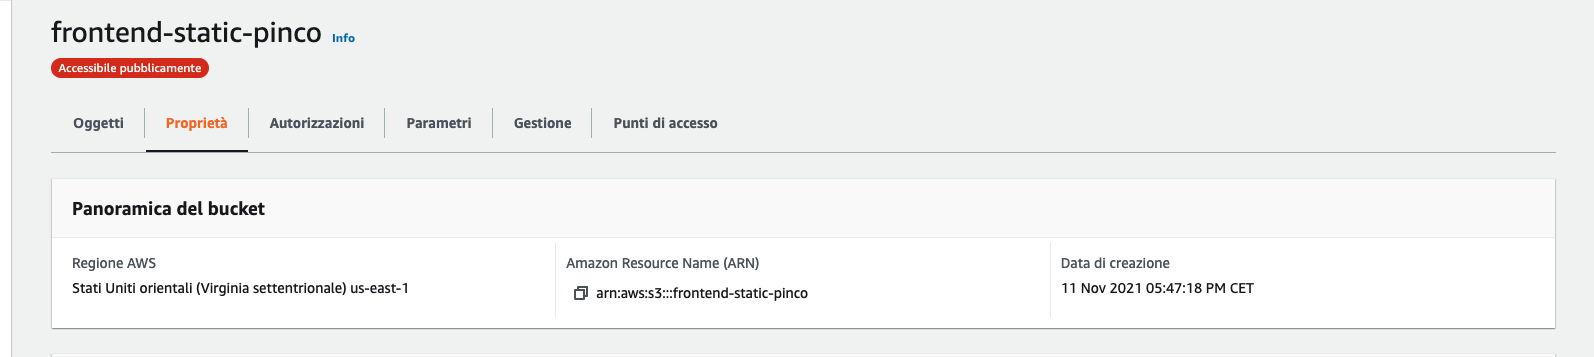 frontend-static-pinco Info
Accessibile pubblicamente
Oggetti Proprietà Autorizzazioni Parametri Gestione Punti di accesso
Panoramica del bucket
Regione AWS Amazon Resource Name (ARN) Data di creazione
Stati Uniti orientali (Virginia settentrionale) us-east-1 arn:aws:s3:::frontend-static-pinco 11 Nov 2021 05:47:18 PM CET